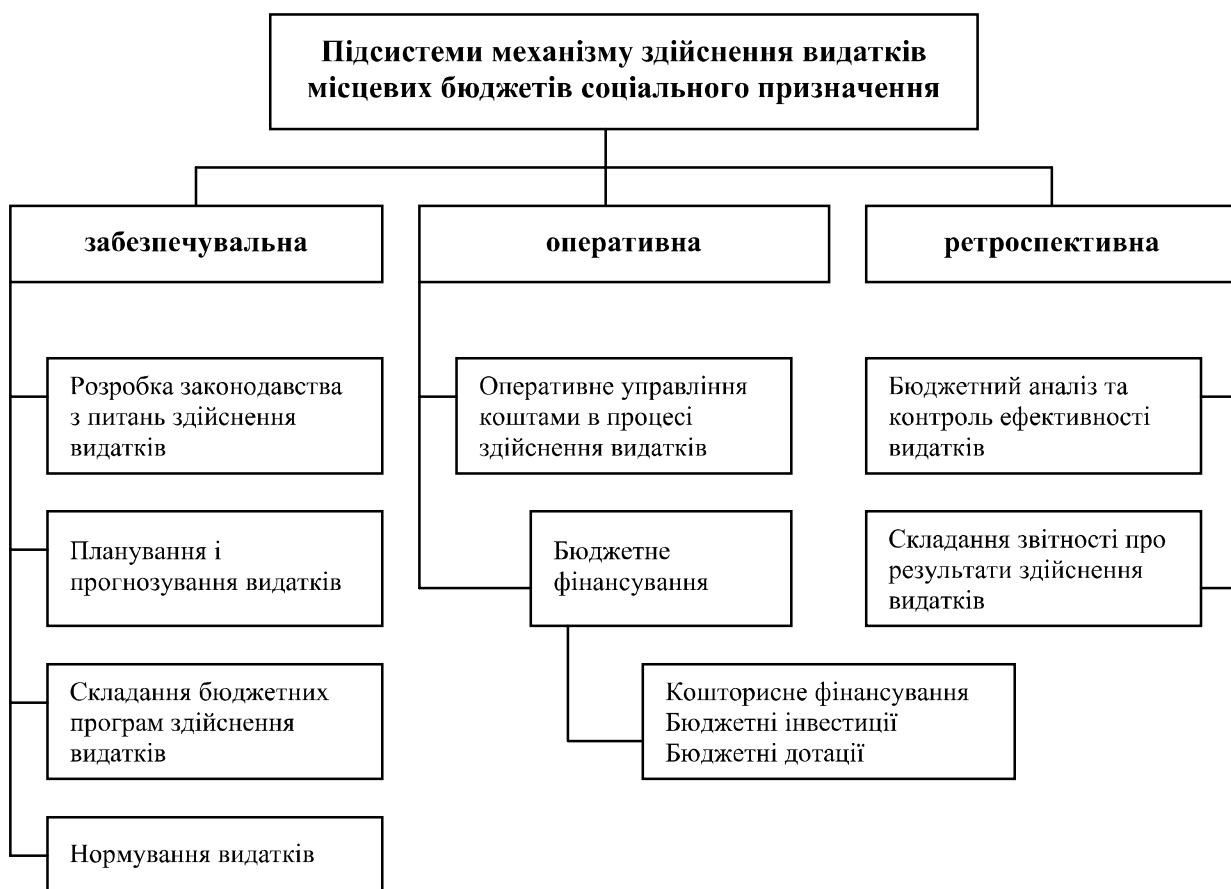 Підсистеми механізму здійснення видатків
місцевих бюджетів соціального призначення
забезпечувальна
Розробка законодавства
з питань здійснення
видатків
Планування і
прогнозування видатків
Складання бюджетних
програм здійснення
видатків
Нормування видатків
оперативна
Оперативне управління
коштами в процесі
здійснення видатків
Бюджетне
фінансування
Кошторисне фінансування
Бюджетні інвестиції
Бюджетні дотації
ретроспективна
Бюджетний аналіз та
контроль ефективності
видатків
Складання звітності про
результати здійснення
видатків